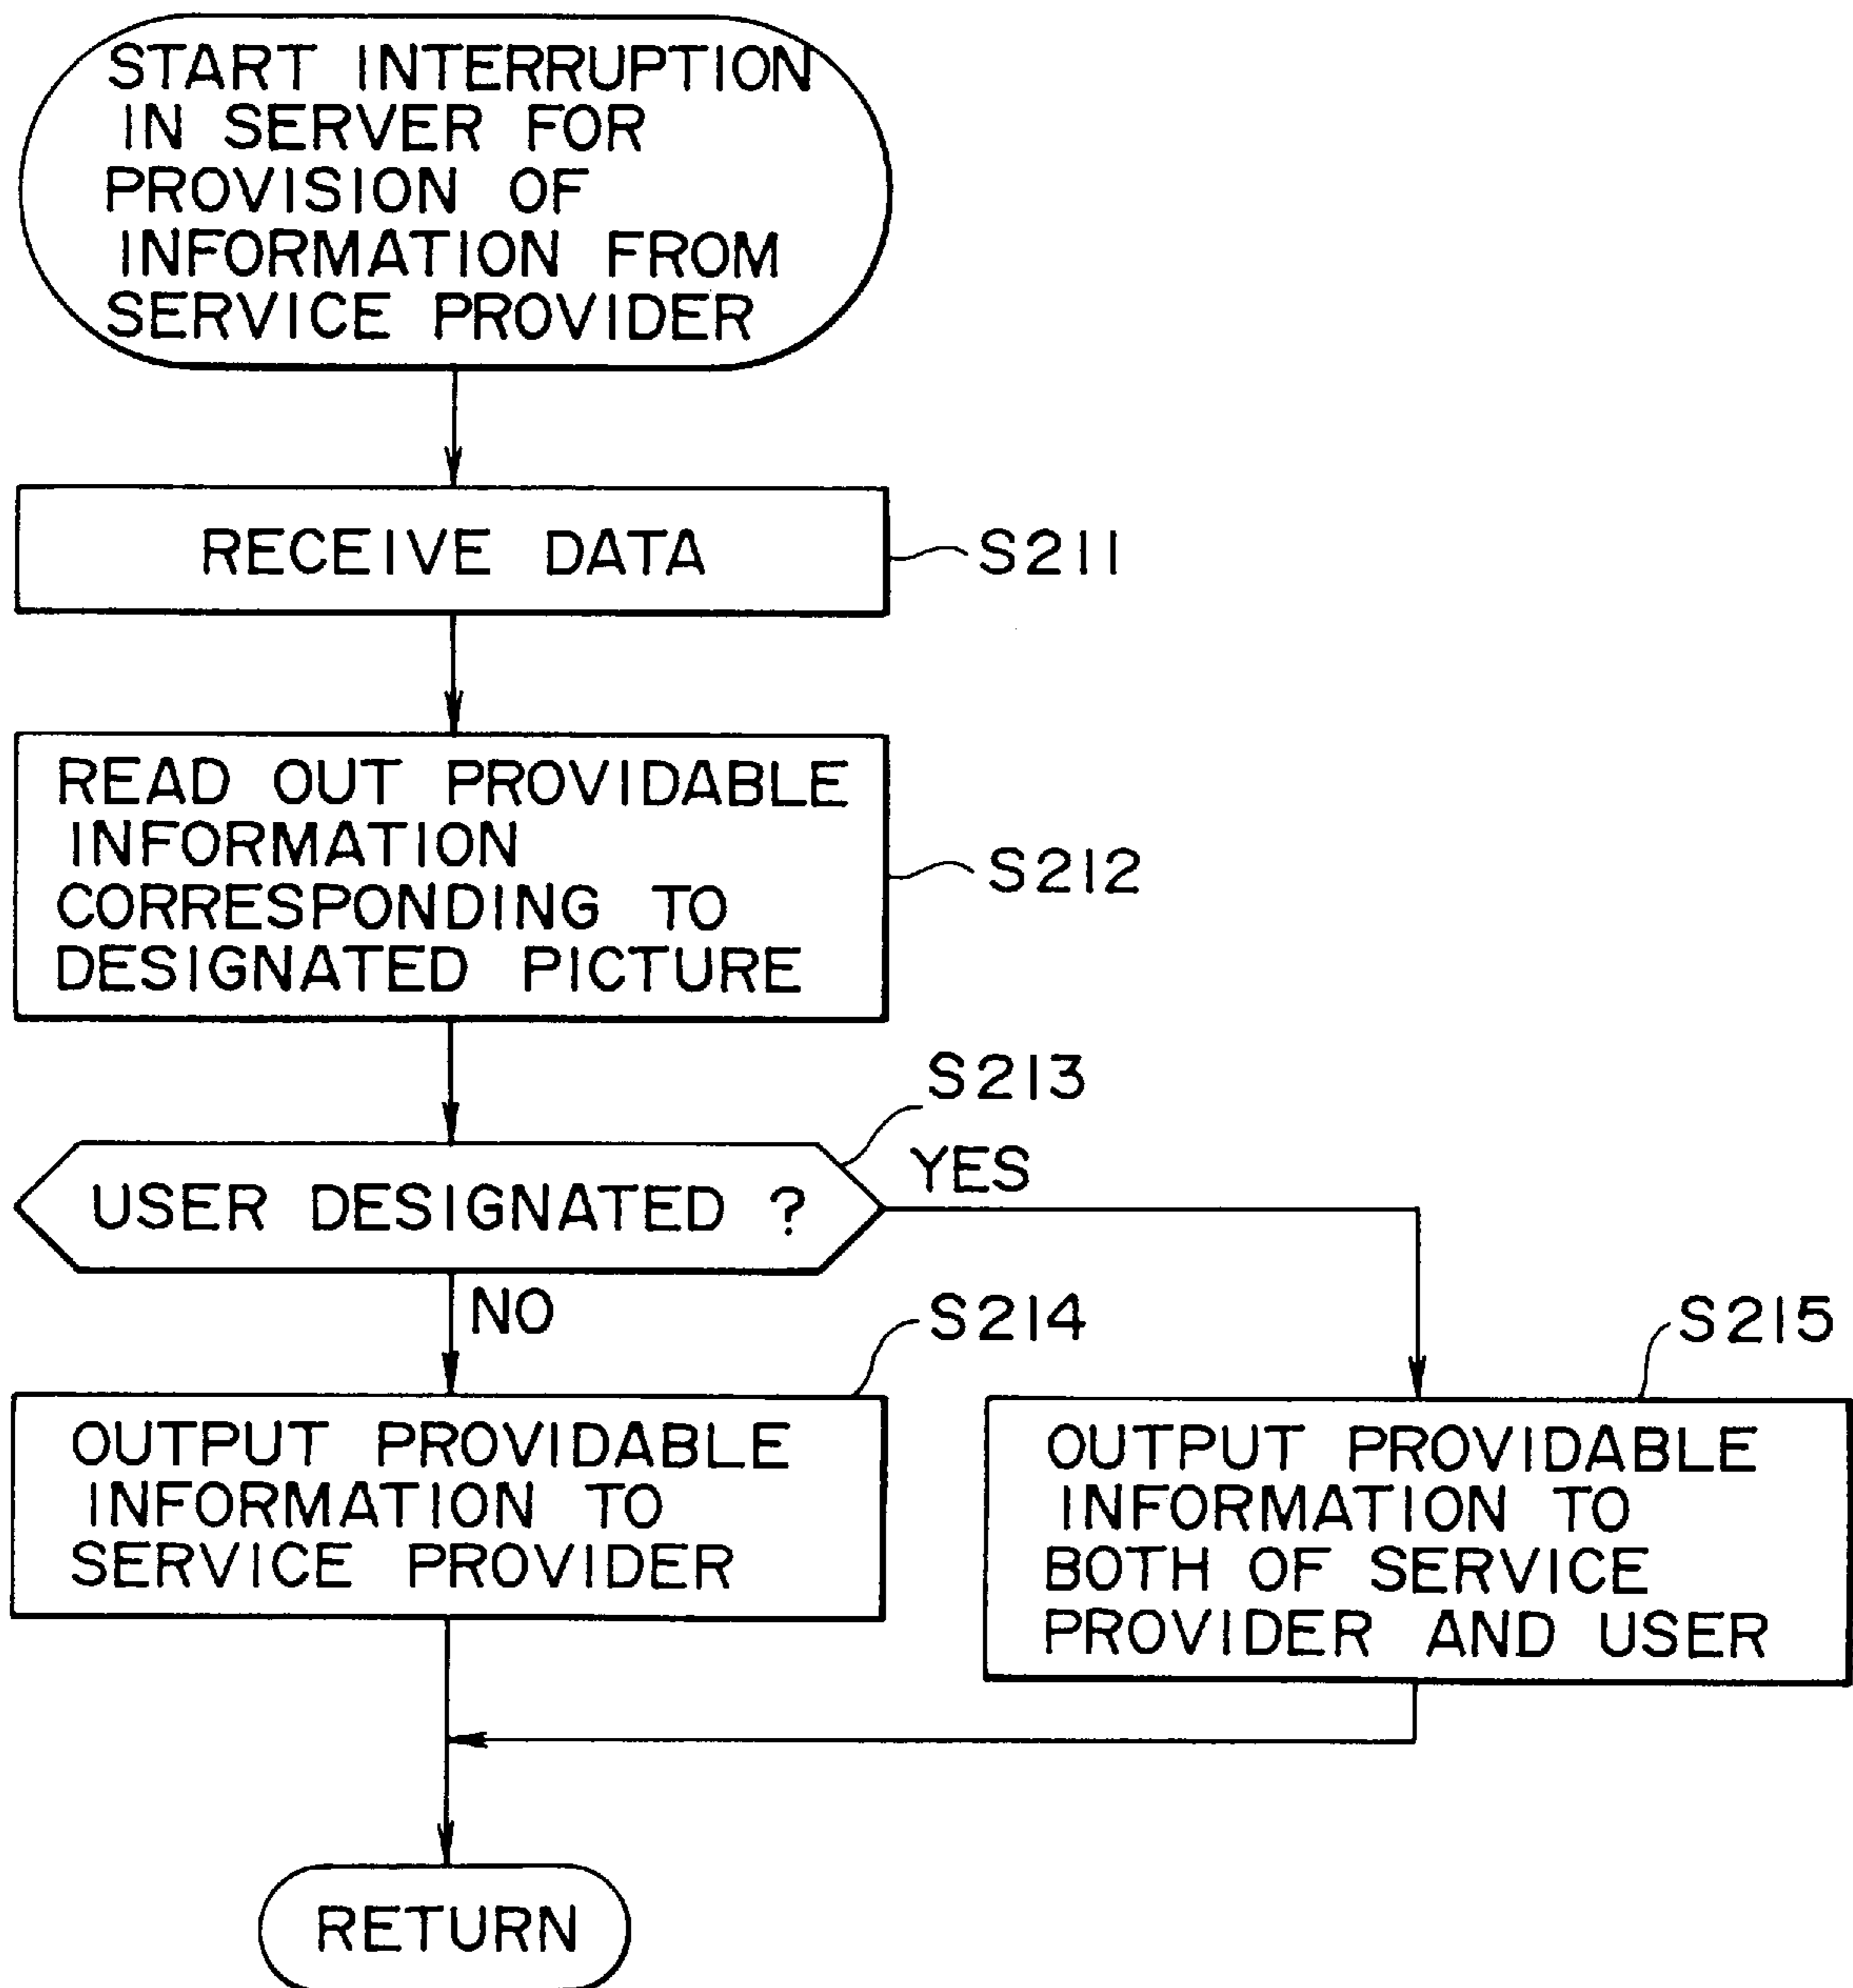 START INTERRUPTION
IN SERVER FOR
PROVISION OF
INFORMATION FROM
SERVICE PROVIDER
RECEIVE DATA
S211
READ OUT PROVIDABLE
INFORMATION
CORRESPONDING TO
DESIGNATED PICTURE
S212
S213
USER DESIGNATED ?
YES
NO
S214
OUTPUT PROVIDABLE
INFORMATION TO
SERVICE PROVIDER
S215
OUTPUT PROVIDABLE
INFORMATION TO
BOTH OF SERVICE
PROVIDER AND USER
RETURN